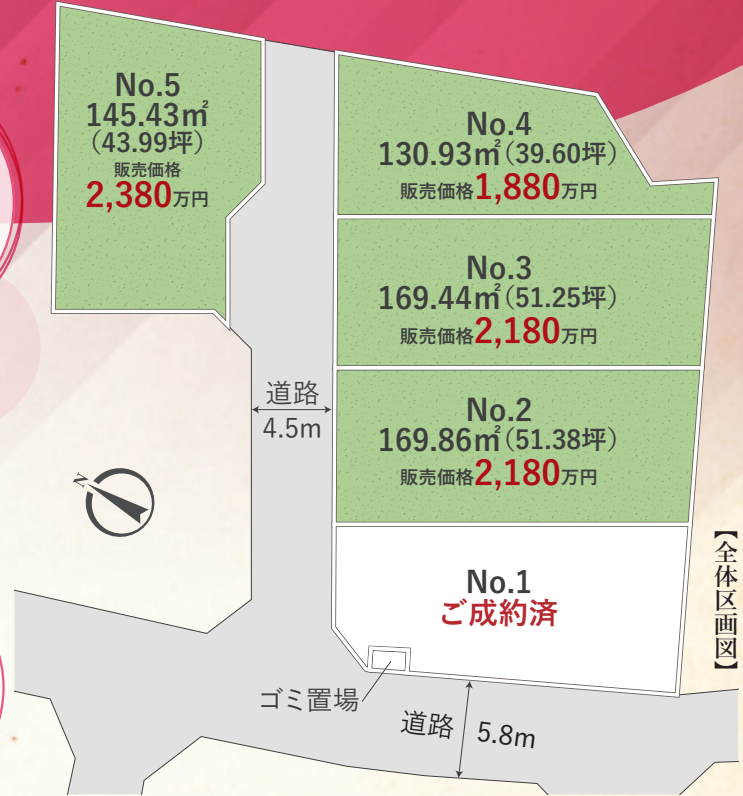 No.5
145.43㎡
（43.99坪）
販売価格
2,380万円
No.4
130.93㎡（39.60坪）
販売価格1,880万円
No.3
169.44㎡（51.25坪）
販売価格2,180万円
道路
4.5m
No.2
169.86㎡（51.38坪）
販売価格2,180万円
N
【全体区画図】
No.1
ご成約済
ゴミ置場
道路 5.8m